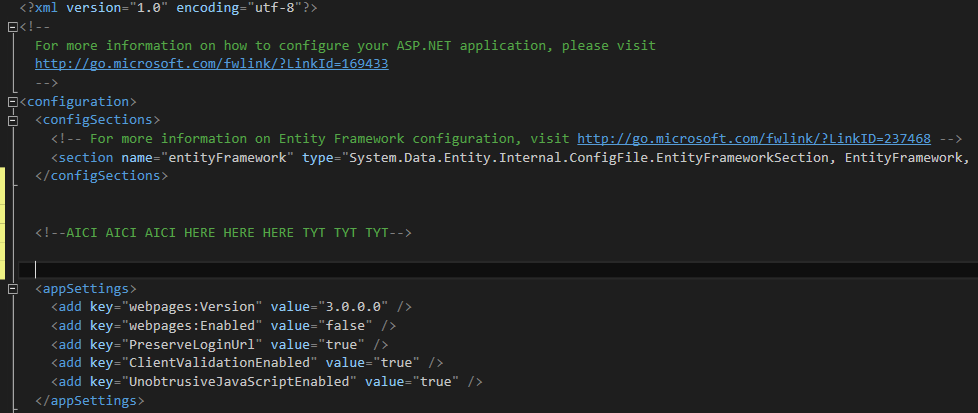 <?xml version="1.0" encoding="utf-8"?>
<!--
For more information on how to configure your ASP.NET application, please visit
http://go.microsoft.com/fwlink/?LinkId=169433
-->
<configuration>
<configSections>
<!-- For more information on Entity Framework configuration, visit http://go.microsoft.com/fwlink/?LinkID=237468 -->
<section name="entityFramework" type="System.Data.Entity.Internal.ConfigFile.EntityFrameworkSection, EntityFramework,
</configSections>
<!--AICI AICI AICI HERE HERE HERE TYT TYT TYT-->
<appSettings>
<add key="webpages:Version" value="3.0.0.0" />
<add key="webpages:Enabled" value="false" />
<add key="PreserveLoginUrl" value="true" />
<add key="ClientValidationEnabled" value="true" />
<add key="UnobtrusiveJavaScriptEnabled" value="true" />
</appSettings>